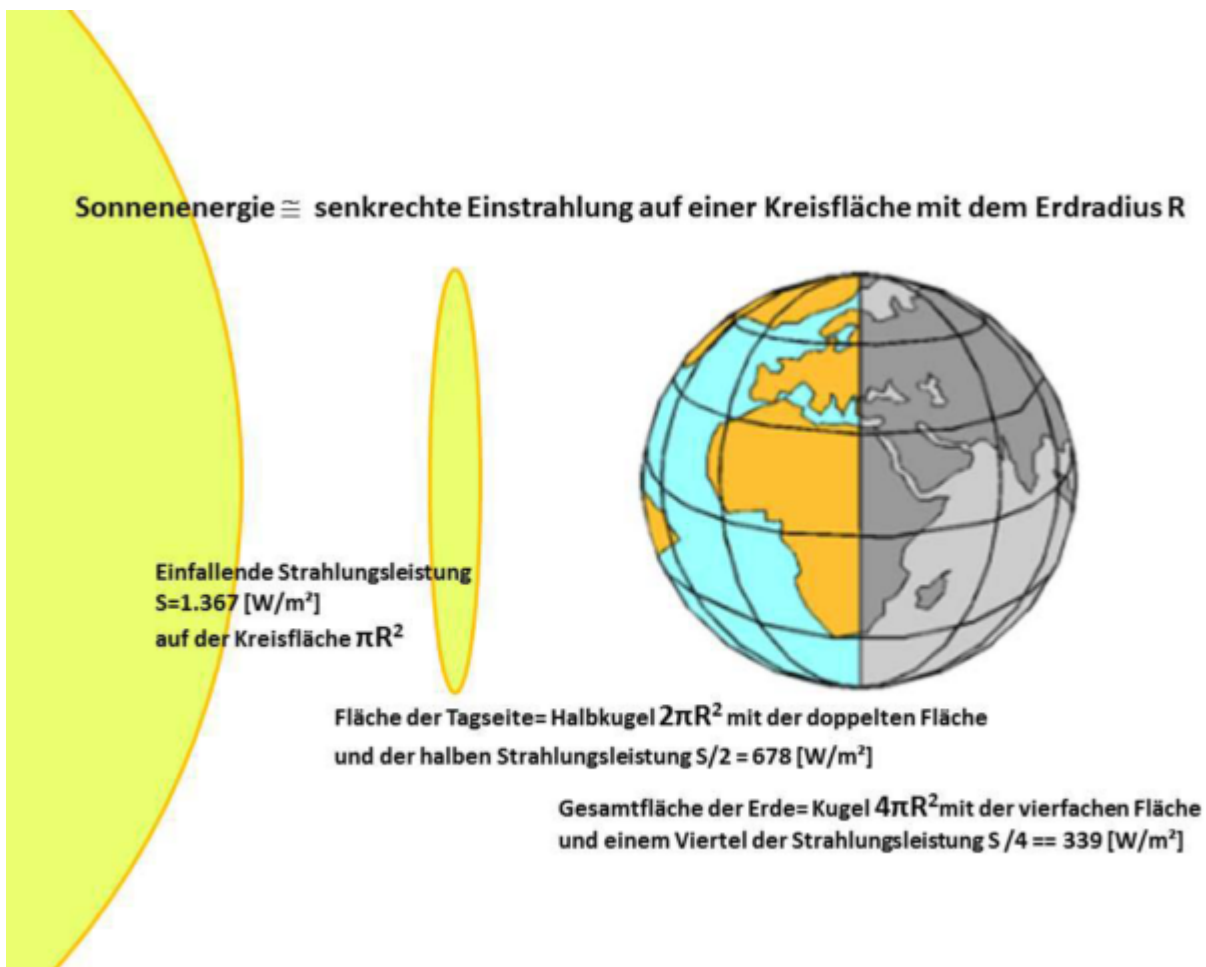 Sonnenenergie ≅ senkrechte Einstrahlung auf einer Kreisfläche mit dem Erdradius R
Einfallende Strahlungsleistung
S=1.367 [W/m²]
auf der Kreisfläche πR²
Fläche der Tagseite= Halbkugel 2πR² mit der doppelten Fläche
und der halben Strahlungsleistung S/2 = 678 [W/m²]
Gesamtfläche der Erde= Kugel 4πR² mit der vierfachen Fläche
und einem Viertel der Strahlungsleistung S /4 == 339 [W/m²]